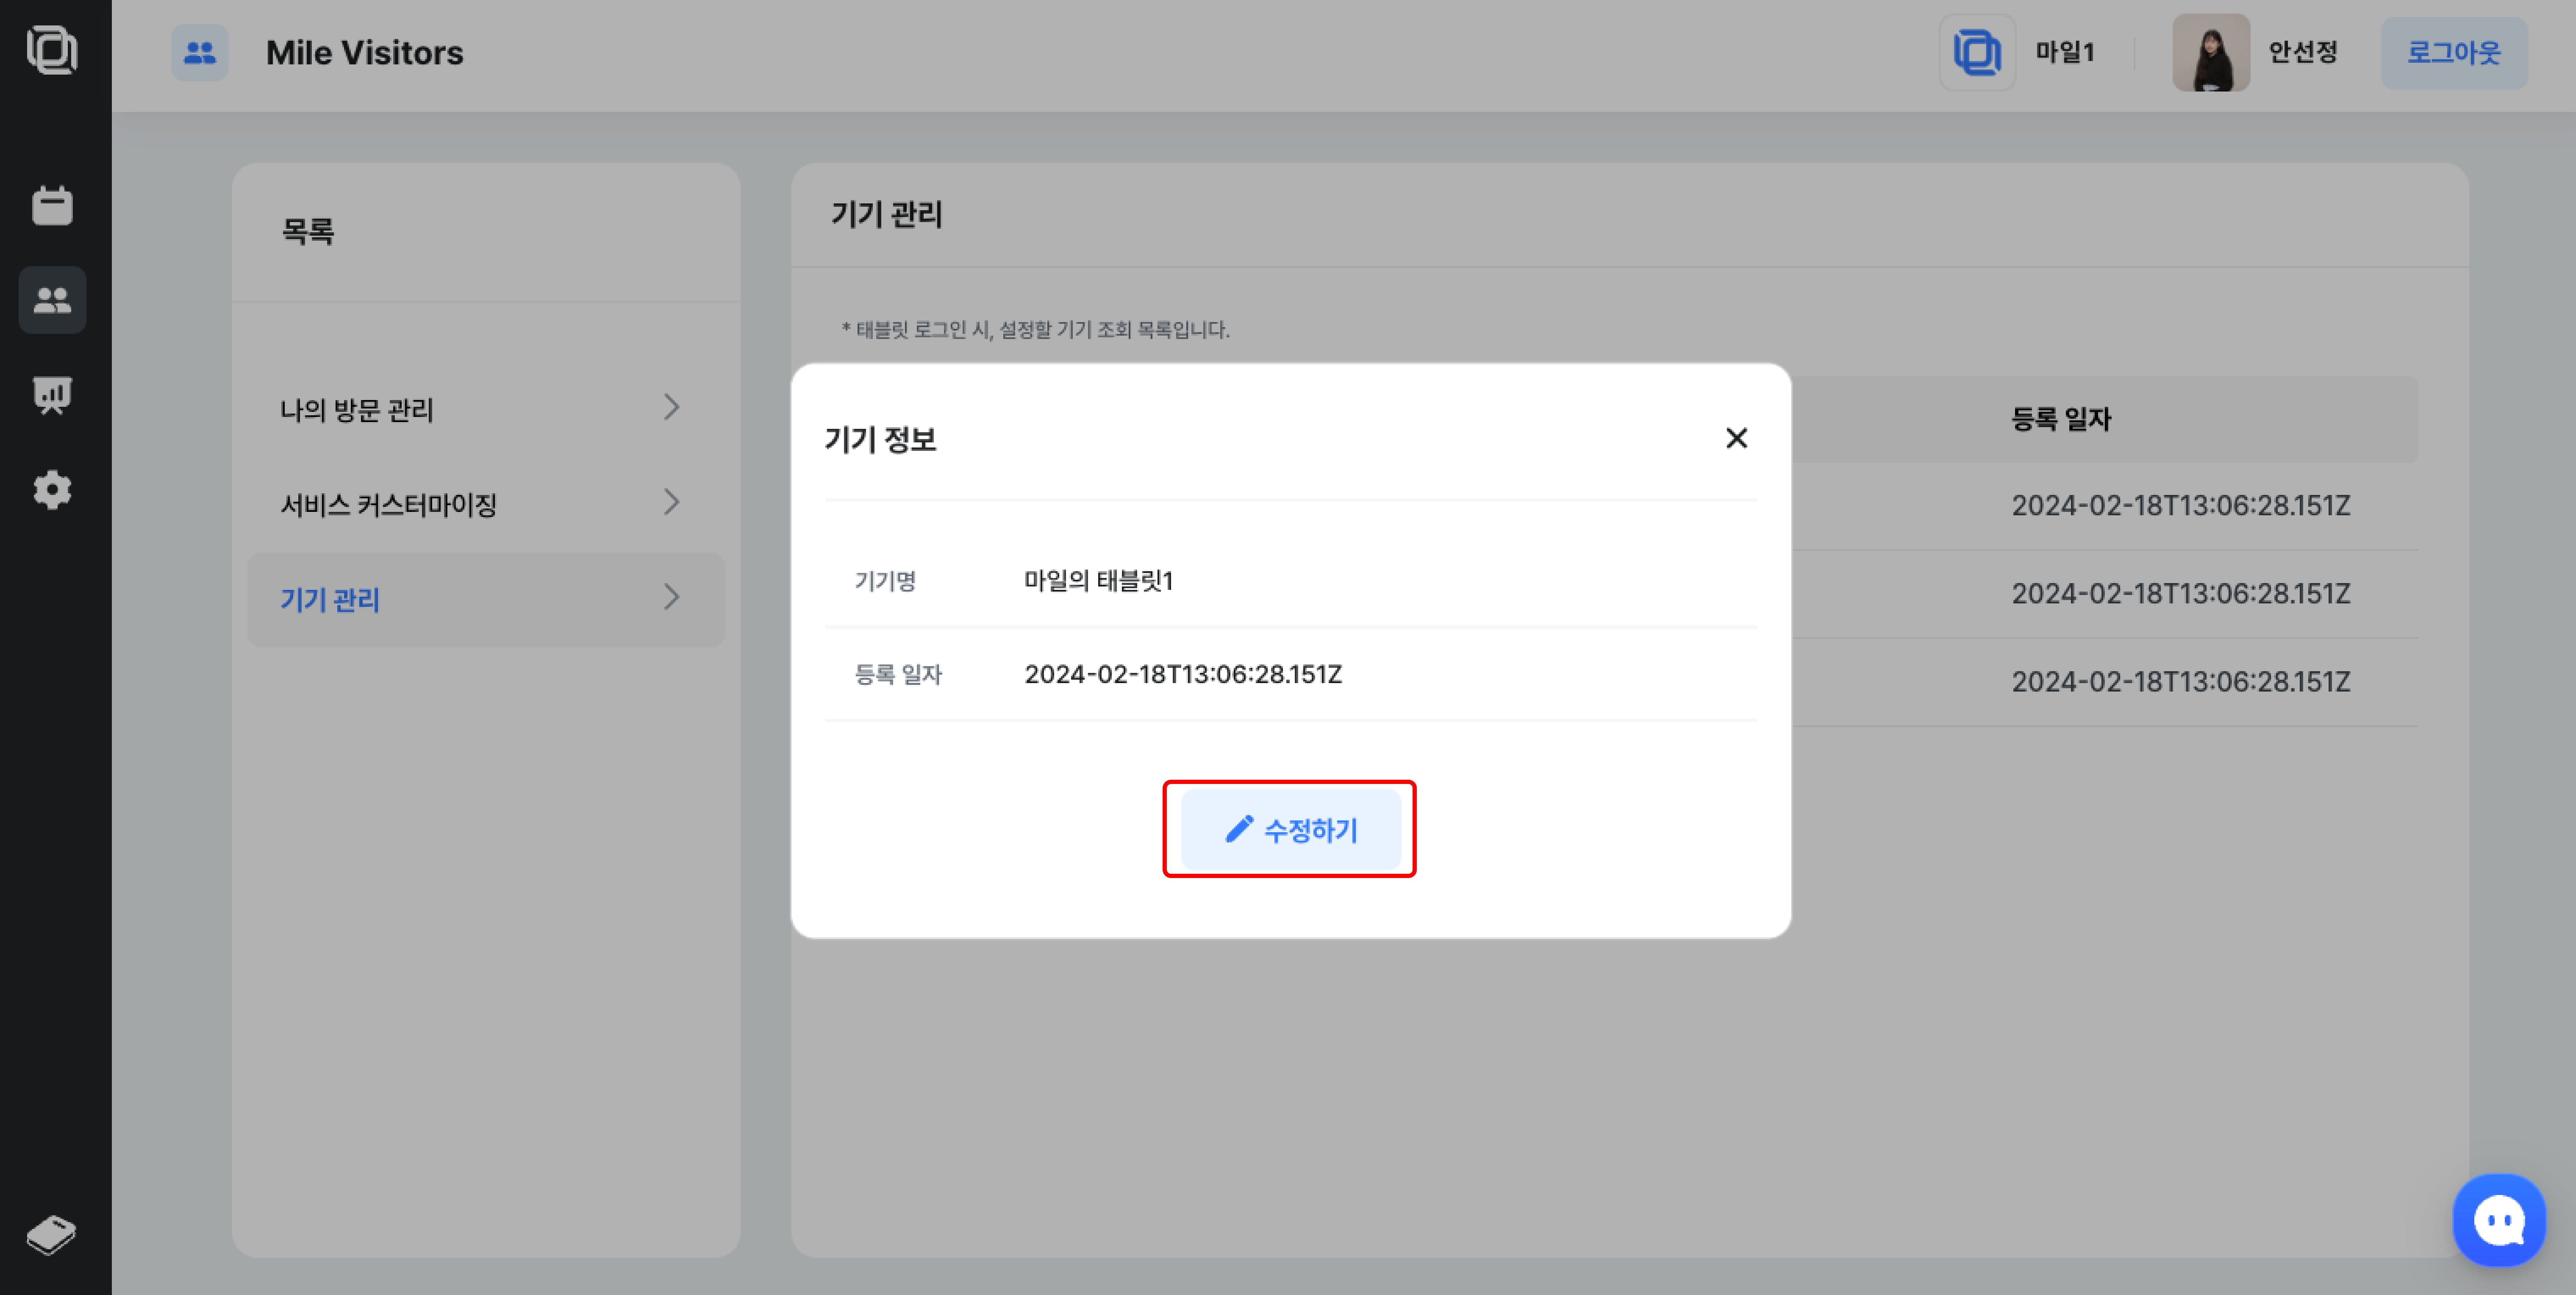 Mile Visitors
마일1
안선정
로그아웃
목록
나의 방문 관리
서비스 커스터마이징
기기 관리
기기 관리
* 태블릿 로그인 시, 설정할 기기 조회 목록입니다.
등록 일자
2024-02-18T13:06:28.151Z
2024-02-18T13:06:28.151Z
2024-02-18T13:06:28.151Z
기기 정보
기기명 마일의 태블릿1
등록 일자 2024-02-18T13:06:28.151Z
수정하기